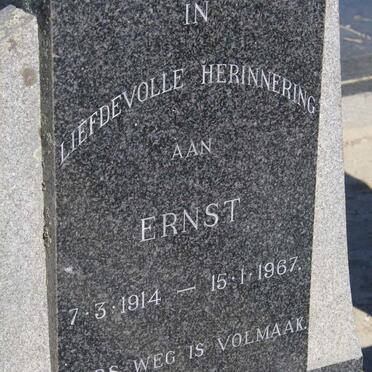 IN
LIEFDEVOLLE HERINNERING
AAN
ERNST
7·3·1914 — 15·1·1967.
WEG IS VOLMAAK.